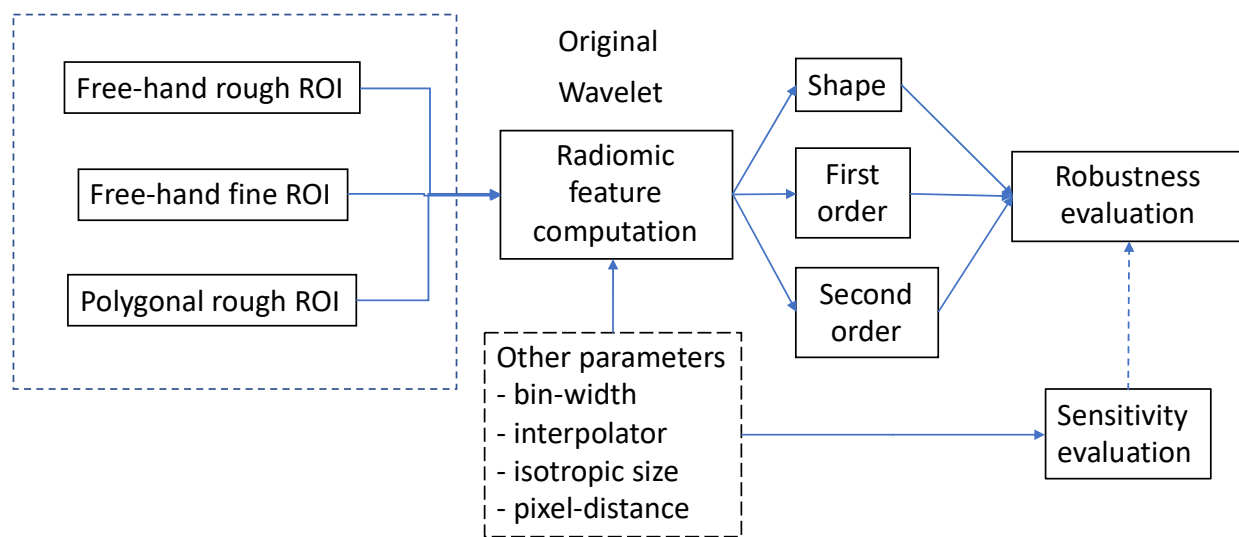 Free-hand rough ROI
Free-hand fine ROI
Polygonal rough ROI
Original
Wavelet
Radiomic
feature
computation
Other parameters
- bin-width
- interpolator
- isotropic size
- pixel-distance
Shape
First
order
Second
order
Robustness
evaluation
Sensitivity
evaluation